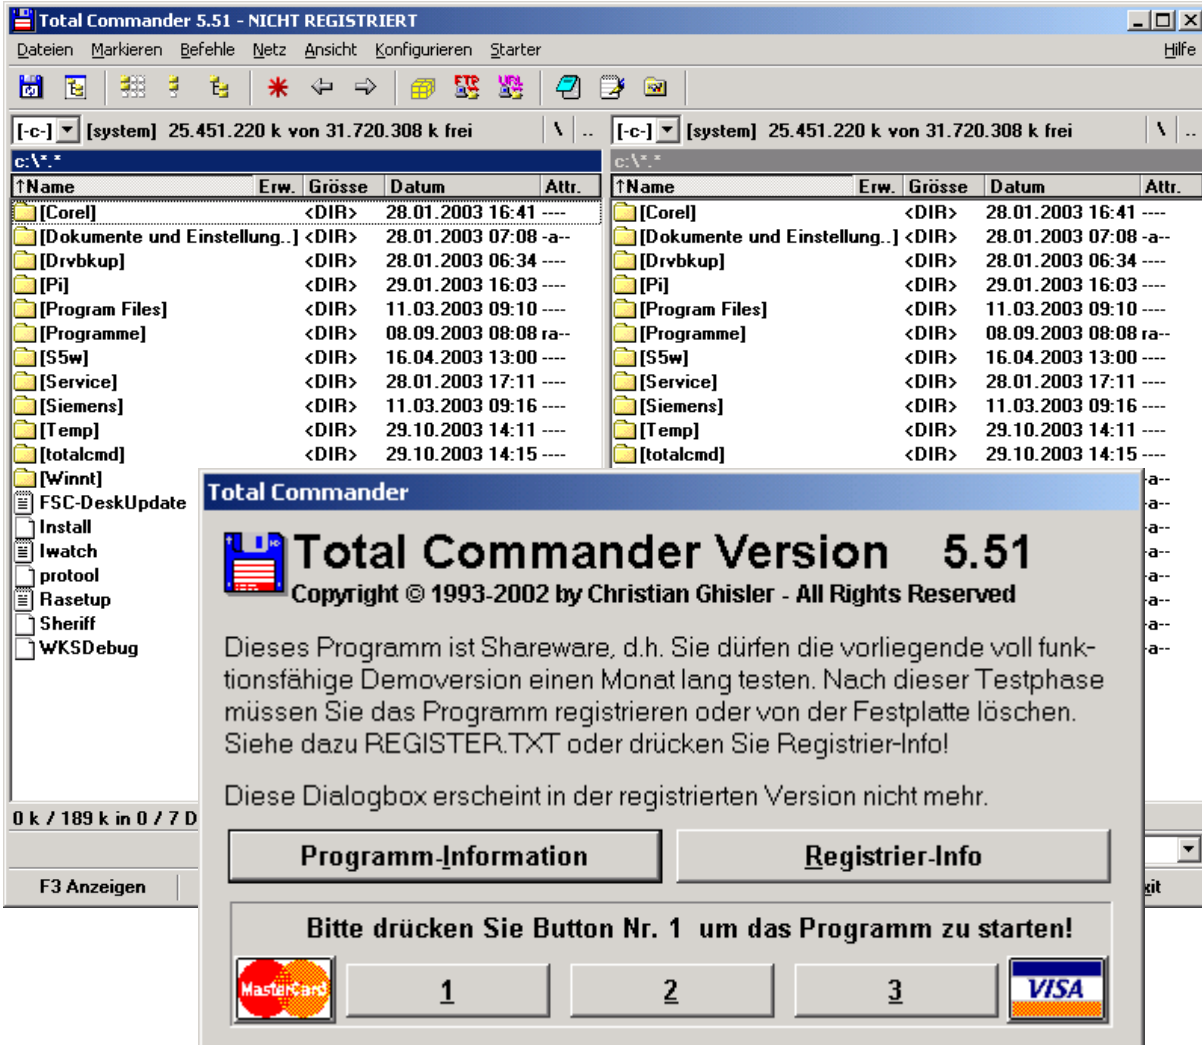 Total Commander 5.51 - NICHT REGISTRIERT
Dateien Markieren Befehle Netz Ansicht Konfigurieren Starter Hilfe
FTP URL
[-c-] [system] 25.451.220 k von 31.720.308 k frei \ .. [-c-] [system] 25.451.220 k von 31.720.308 k frei \ ..
c:\*.* c:\*.*
↑Name Erw. Grösse Datum Attr. ↑Name Erw. Grösse Datum Attr.
[Corel] <DIR> 28.01.2003 16:41 ---- [Corel] <DIR> 28.01.2003 16:41 ----
[Dokumente und Einstellung..] <DIR> 28.01.2003 07:08 -a-- [Dokumente und Einstellung..] <DIR> 28.01.2003 07:08 -a--
[Drvbkup] <DIR> 28.01.2003 06:34 ---- [Drvbkup] <DIR> 28.01.2003 06:34 ----
[Pi] <DIR> 29.01.2003 16:03 ---- [Pi] <DIR> 29.01.2003 16:03 ----
[Program Files] <DIR> 11.03.2003 09:10 ---- [Program Files] <DIR> 11.03.2003 09:10 ----
[Programme] <DIR> 08.09.2003 08:08 ra-- [Programme] <DIR> 08.09.2003 08:08 ra--
[S5w] <DIR> 16.04.2003 13:00 ---- [S5w] <DIR> 16.04.2003 13:00 ----
[Service] <DIR> 28.01.2003 17:11 ---- [Service] <DIR> 28.01.2003 17:11 ----
[Siemens] <DIR> 11.03.2003 09:16 ---- [Siemens] <DIR> 11.03.2003 09:16 ----
[Temp] <DIR> 29.10.2003 14:11 ---- [Temp] <DIR> 29.10.2003 14:11 ----
[totalcmd] <DIR> 29.10.2003 14:15 ---- [totalcmd] <DIR> 29.10.2003 14:15 ----
[Winnt] -a--
FSC-DeskUpdate -a--
Install -a--
Iwatch -a--
protool -a--
Rasetup -a--
Sheriff -a--
WKSDebug -a--
0 k / 189 k in 0 / 7 D
F3 Anzeigen xit
Total Commander
Total Commander Version 5.51
Copyright © 1993-2002 by Christian Ghisler - All Rights Reserved
Dieses Programm ist Shareware, d.h. Sie dürfen die vorliegende voll funk-
tionsfähige Demoversion einen Monat lang testen. Nach dieser Testphase
müssen Sie das Programm registrieren oder von der Festplatte löschen.
Siehe dazu REGISTER.TXT oder drücken Sie Registrier-Info!
Diese Dialogbox erscheint in der registrierten Version nicht mehr.
Programm-Information Registrier-Info
Bitte drücken Sie Button Nr. 1 um das Programm zu starten!
MasterCard 1 2 3 VISA